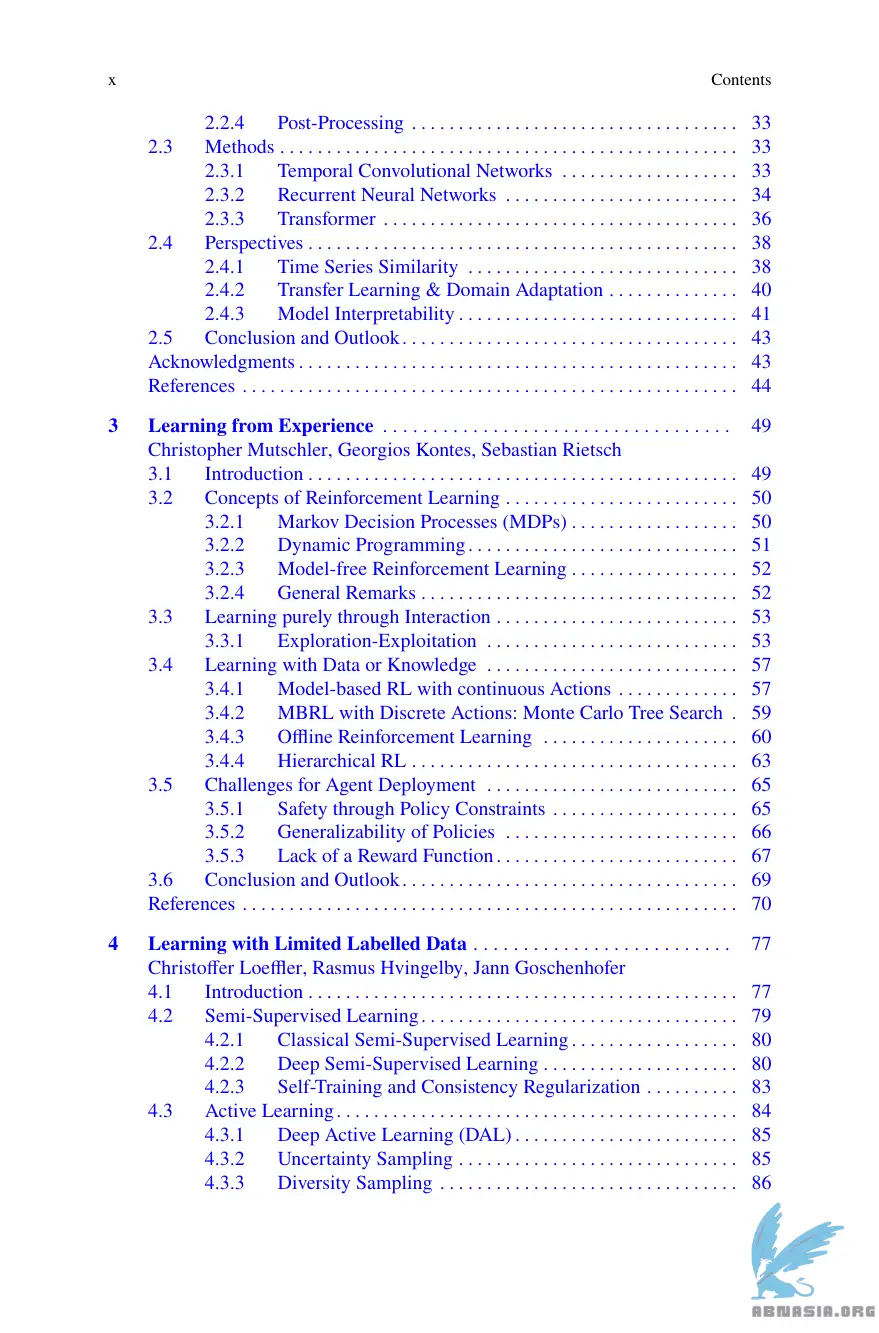 x Contents
2.2.4 Post-Processing . . . . . . . . . . . . . . . . . . . . . . . . . . . . . . . . . . . 33
2.3 Methods . . . . . . . . . . . . . . . . . . . . . . . . . . . . . . . . . . . . . . . . . . . . . . . . . 33
2.3.1 Temporal Convolutional Networks . . . . . . . . . . . . . . . . . . . 33
2.3.2 Recurrent Neural Networks . . . . . . . . . . . . . . . . . . . . . . . . . 34
2.3.3 Transformer . . . . . . . . . . . . . . . . . . . . . . . . . . . . . . . . . . . . . . 36
2.4 Perspectives . . . . . . . . . . . . . . . . . . . . . . . . . . . . . . . . . . . . . . . . . . . . . . 38
2.4.1 Time Series Similarity . . . . . . . . . . . . . . . . . . . . . . . . . . . . . 38
2.4.2 Transfer Learning & Domain Adaptation . . . . . . . . . . . . . . 40
2.4.3 Model Interpretability . . . . . . . . . . . . . . . . . . . . . . . . . . . . . . 41
2.5 Conclusion and Outlook . . . . . . . . . . . . . . . . . . . . . . . . . . . . . . . . . . . . 43
Acknowledgments . . . . . . . . . . . . . . . . . . . . . . . . . . . . . . . . . . . . . . . . . . . . . . . 43
References . . . . . . . . . . . . . . . . . . . . . . . . . . . . . . . . . . . . . . . . . . . . . . . . . . . . . 44
3 Learning from Experience . . . . . . . . . . . . . . . . . . . . . . . . . . . . . . . . . . . 49
Christopher Mutschler, Georgios Kontes, Sebastian Rietsch
3.1 Introduction . . . . . . . . . . . . . . . . . . . . . . . . . . . . . . . . . . . . . . . . . . . . . . 49
3.2 Concepts of Reinforcement Learning . . . . . . . . . . . . . . . . . . . . . . . . . 50
3.2.1 Markov Decision Processes (MDPs) . . . . . . . . . . . . . . . . . . 50
3.2.2 Dynamic Programming . . . . . . . . . . . . . . . . . . . . . . . . . . . . . 51
3.2.3 Model-free Reinforcement Learning . . . . . . . . . . . . . . . . . . 52
3.2.4 General Remarks . . . . . . . . . . . . . . . . . . . . . . . . . . . . . . . . . . 52
3.3 Learning purely through Interaction . . . . . . . . . . . . . . . . . . . . . . . . . . 53
3.3.1 Exploration-Exploitation . . . . . . . . . . . . . . . . . . . . . . . . . . . 53
3.4 Learning with Data or Knowledge . . . . . . . . . . . . . . . . . . . . . . . . . . . 57
3.4.1 Model-based RL with continuous Actions . . . . . . . . . . . . . 57
3.4.2 MBRL with Discrete Actions: Monte Carlo Tree Search . 59
3.4.3 Offline Reinforcement Learning . . . . . . . . . . . . . . . . . . . . . 60
3.4.4 Hierarchical RL . . . . . . . . . . . . . . . . . . . . . . . . . . . . . . . . . . . 63
3.5 Challenges for Agent Deployment . . . . . . . . . . . . . . . . . . . . . . . . . . . 65
3.5.1 Safety through Policy Constraints . . . . . . . . . . . . . . . . . . . . 65
3.5.2 Generalizability of Policies . . . . . . . . . . . . . . . . . . . . . . . . . 66
3.5.3 Lack of a Reward Function . . . . . . . . . . . . . . . . . . . . . . . . . . 67
3.6 Conclusion and Outlook . . . . . . . . . . . . . . . . . . . . . . . . . . . . . . . . . . . . 69
References . . . . . . . . . . . . . . . . . . . . . . . . . . . . . . . . . . . . . . . . . . . . . . . . . . . . . 70
4 Learning with Limited Labelled Data . . . . . . . . . . . . . . . . . . . . . . . . . . 77
Christoffer Loeffler, Rasmus Hvingelby, Jann Goschenhofer
4.1 Introduction . . . . . . . . . . . . . . . . . . . . . . . . . . . . . . . . . . . . . . . . . . . . . . 77
4.2 Semi-Supervised Learning . . . . . . . . . . . . . . . . . . . . . . . . . . . . . . . . . . 79
4.2.1 Classical Semi-Supervised Learning . . . . . . . . . . . . . . . . . . 80
4.2.2 Deep Semi-Supervised Learning . . . . . . . . . . . . . . . . . . . . . 80
4.2.3 Self-Training and Consistency Regularization . . . . . . . . . . 83
4.3 Active Learning . . . . . . . . . . . . . . . . . . . . . . . . . . . . . . . . . . . . . . . . . . . 84
4.3.1 Deep Active Learning (DAL) . . . . . . . . . . . . . . . . . . . . . . . . 85
4.3.2 Uncertainty Sampling . . . . . . . . . . . . . . . . . . . . . . . . . . . . . . 85
4.3.3 Diversity Sampling . . . . . . . . . . . . . . . . . . . . . . . . . . . . . . . . 86
ABNASIA.ORG